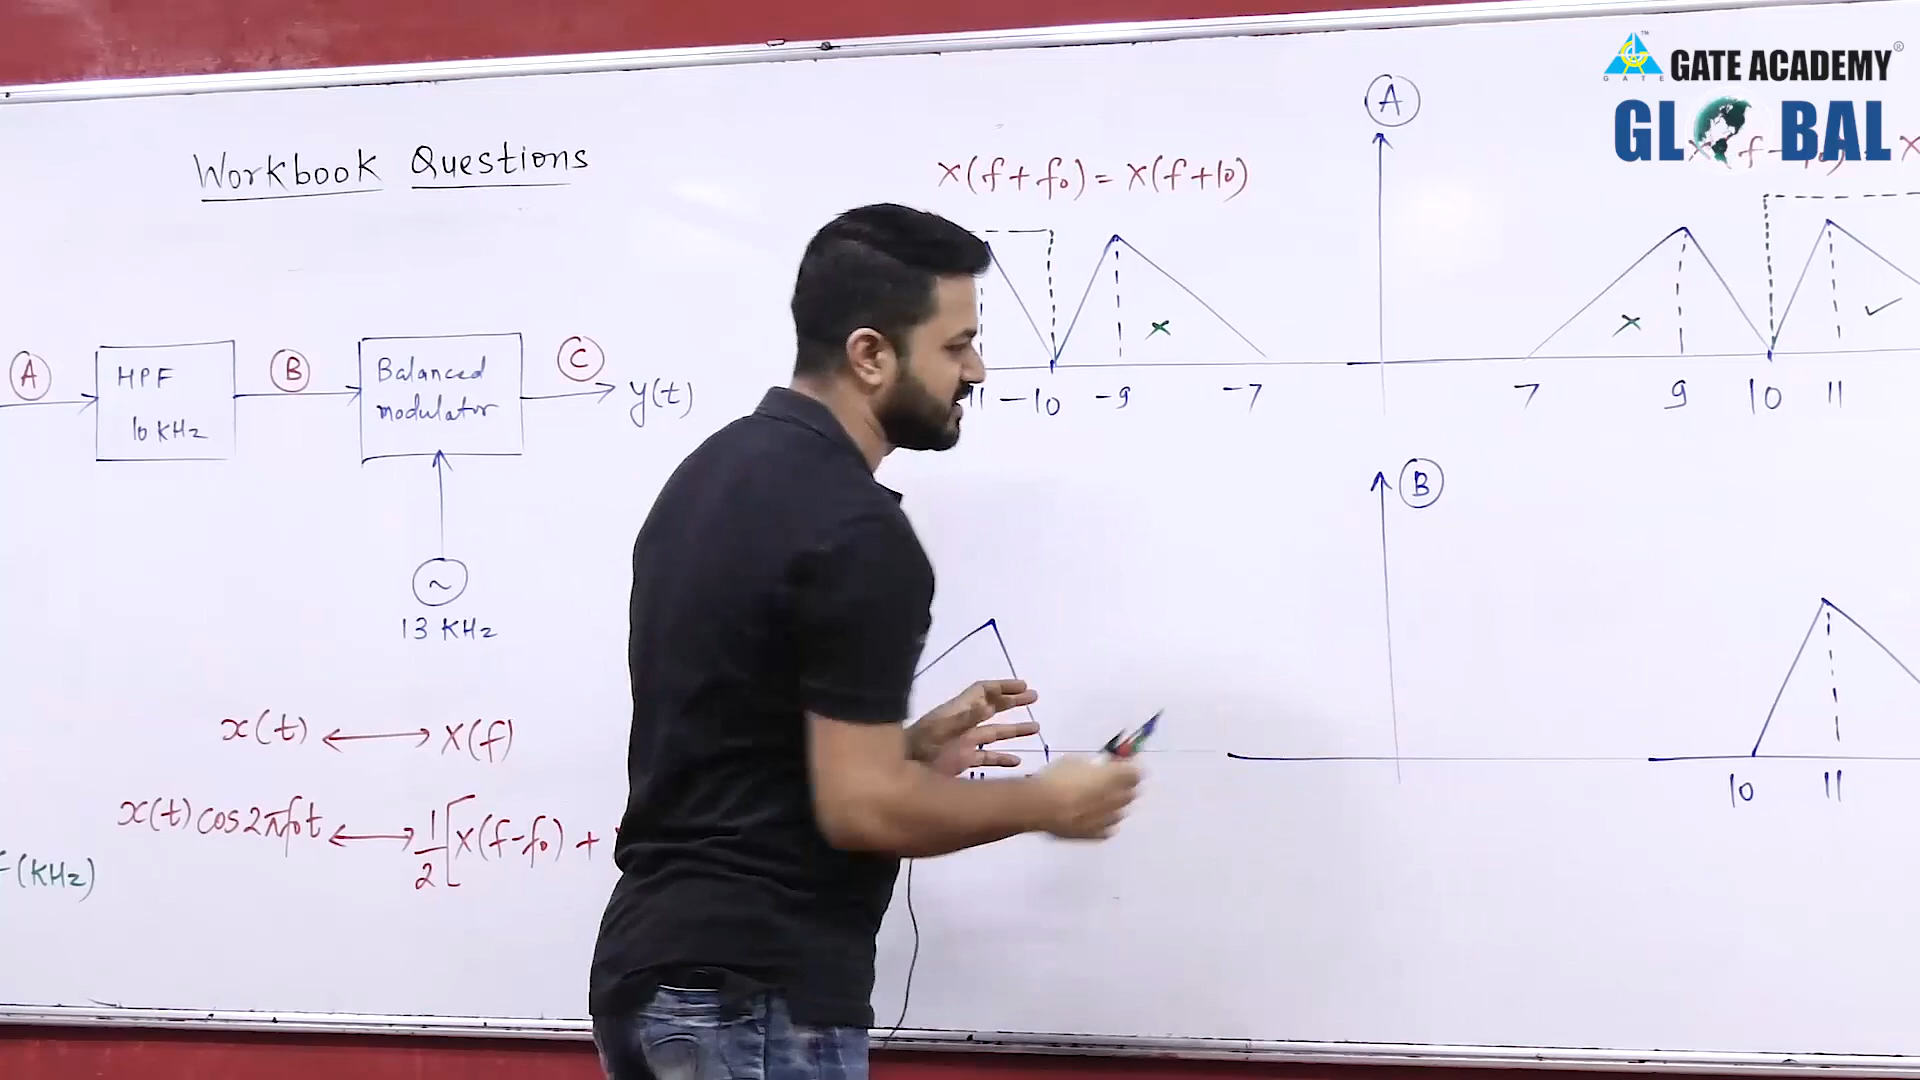 GATE ACADEMY
GATE
GLOBAL
Workbook Questions
A
HPF
10 KHz
B
Balanced
modulator
C
y(t)
~
13 KHz
x(t) ⟷ X(f)
x(t) cos2πf₀t ⟷ 1/2 [X(f-f₀) +
F(KHz)
X(f+f₀) = X(f+10)
A
-10 -9 -7 7 9 10 11
× × ✓
B
10 11